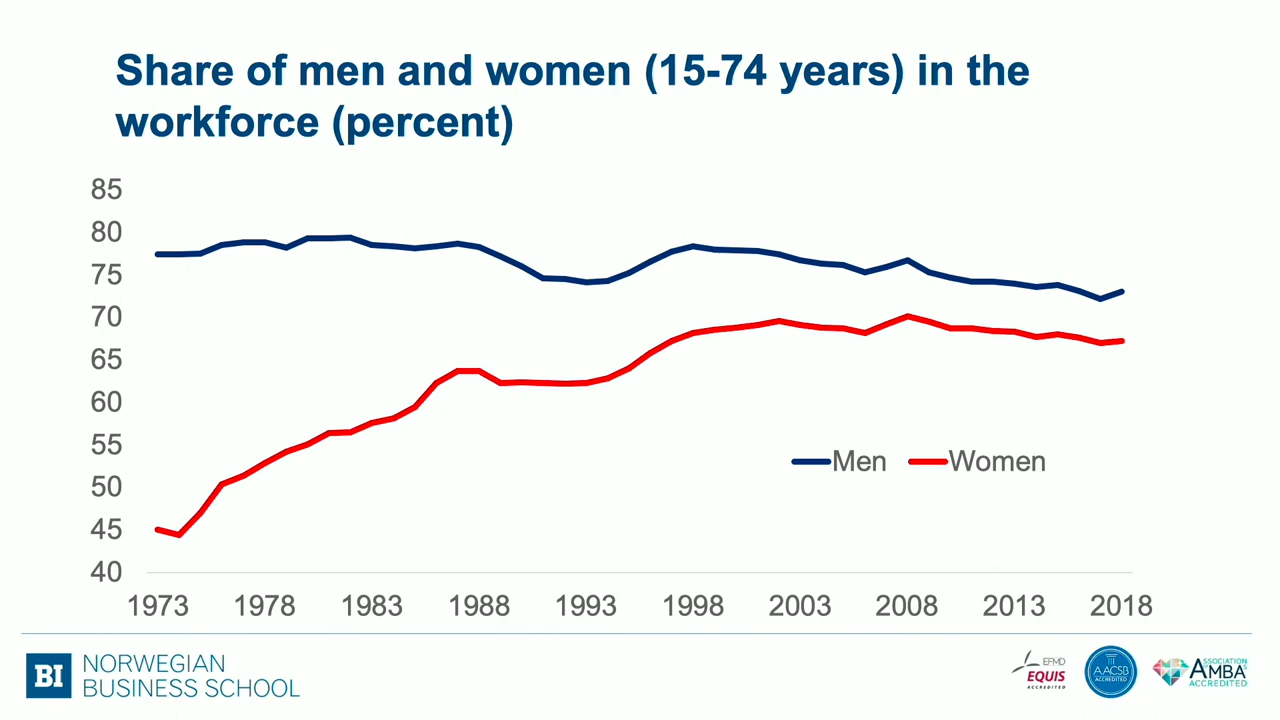 Share of men and women (15-74 years) in the
workforce (percent)
85
80
75
70
65
60
55
50
45
40
Men
Women
1973 1978 1983 1988 1993 1998 2003 2008 2013 2018
BI
NORWEGIAN
BUSINESS SCHOOL
EFMD
EQUIS
ACCREDITED
AACSB
ACCREDITED
ASSOCIATION
AMBA
ACCREDITED